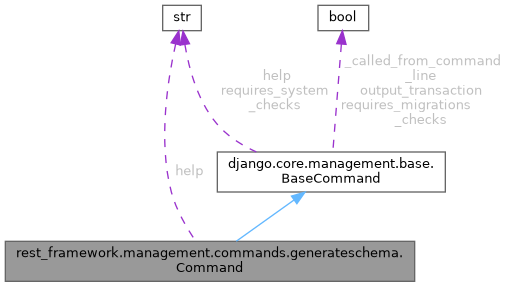 str
bool
_called_from_command
_line
output_transaction
requires_migrations
_checks
help
requires_system
_checks
django.core.management.base.
BaseCommand
help
rest_framework.management.commands.generateschema.
Command